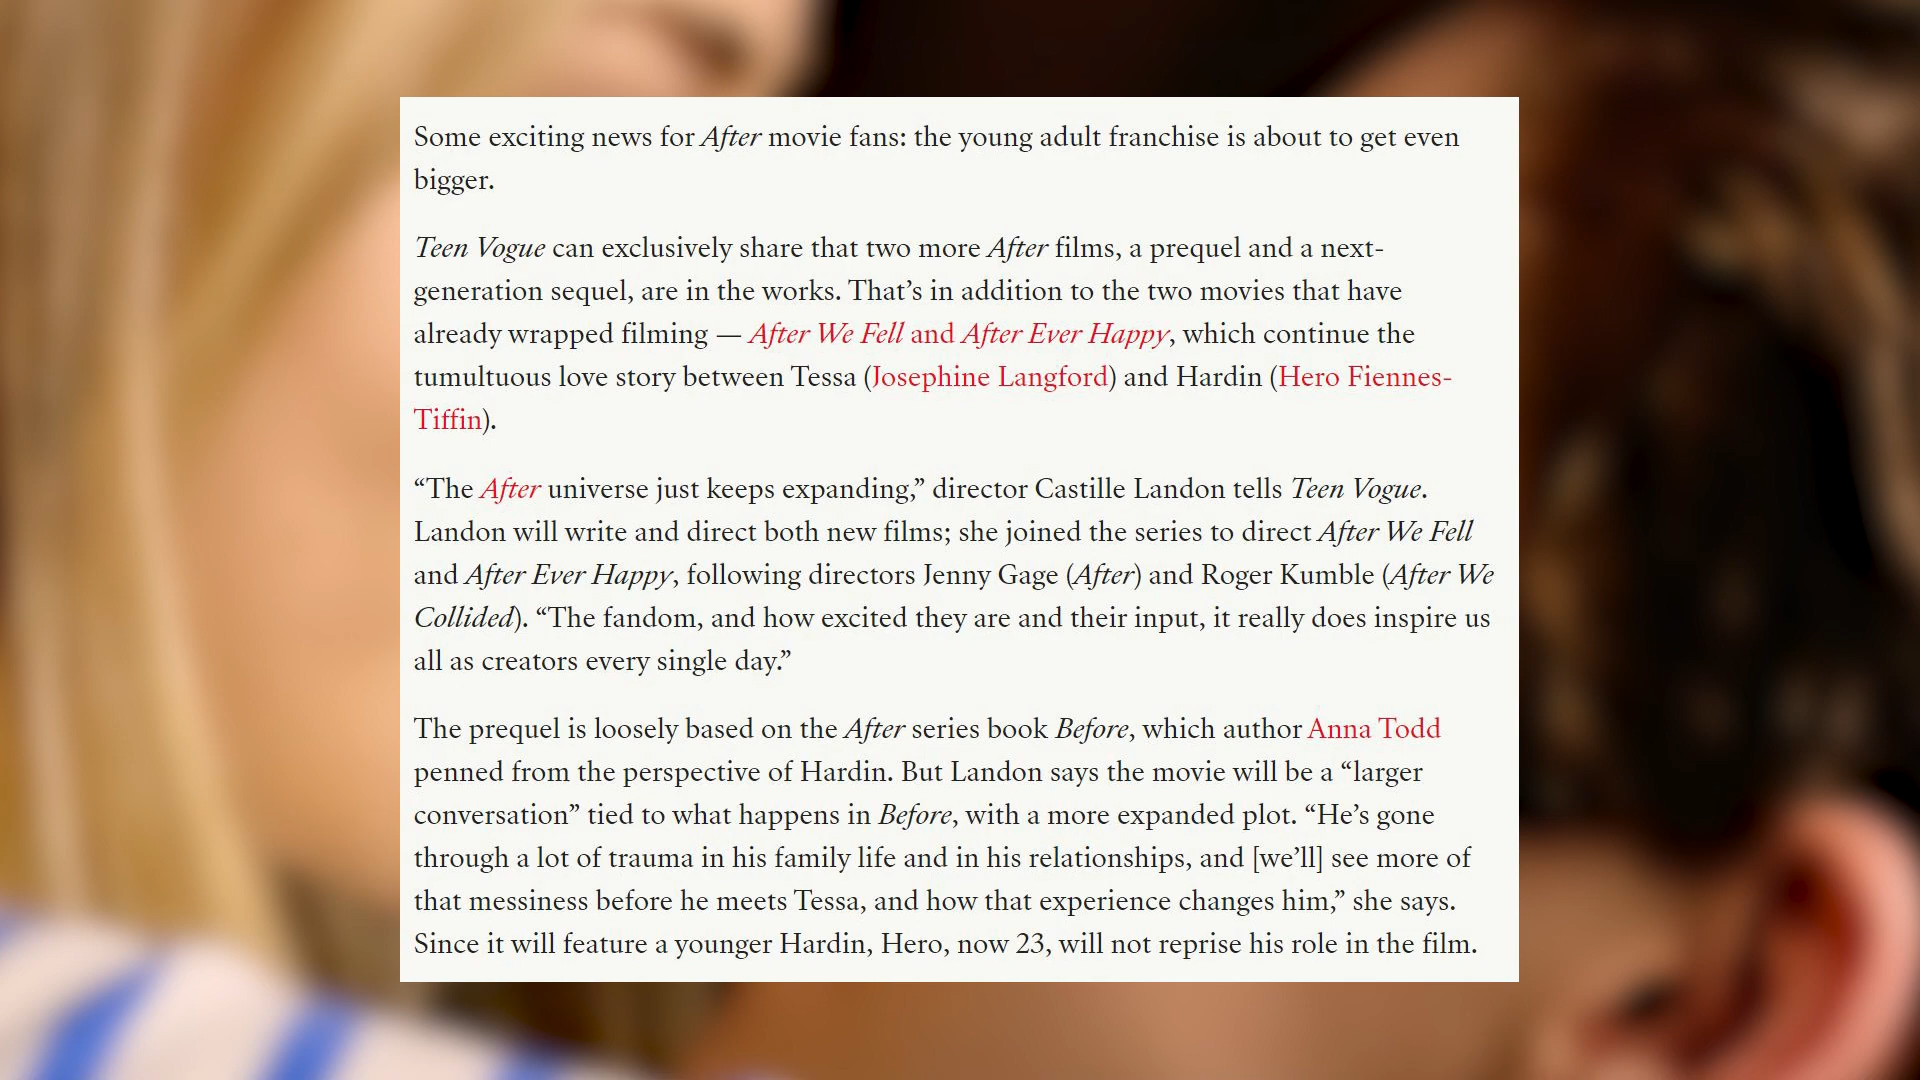 Some exciting news for After movie fans: the young adult franchise is about to get even
bigger.
Teen Vogue can exclusively share that two more After films, a prequel and a next-
generation sequel, are in the works. That’s in addition to the two movies that have
already wrapped filming — After We Fell and After Ever Happy, which continue the
tumultuous love story between Tessa (Josephine Langford) and Hardin (Hero Fiennes-
Tiffin).
“The After universe just keeps expanding,” director Castille Landon tells Teen Vogue.
Landon will write and direct both new films; she joined the series to direct After We Fell
and After Ever Happy, following directors Jenny Gage (After) and Roger Kumble (After We
Collided). “The fandom, and how excited they are and their input, it really does inspire us
all as creators every single day.”
The prequel is loosely based on the After series book Before, which author Anna Todd
penned from the perspective of Hardin. But Landon says the movie will be a “larger
conversation” tied to what happens in Before, with a more expanded plot. “He’s gone
through a lot of trauma in his family life and in his relationships, and [we’ll] see more of
that messiness before he meets Tessa, and how that experience changes him,” she says.
Since it will feature a younger Hardin, Hero, now 23, will not reprise his role in the film.